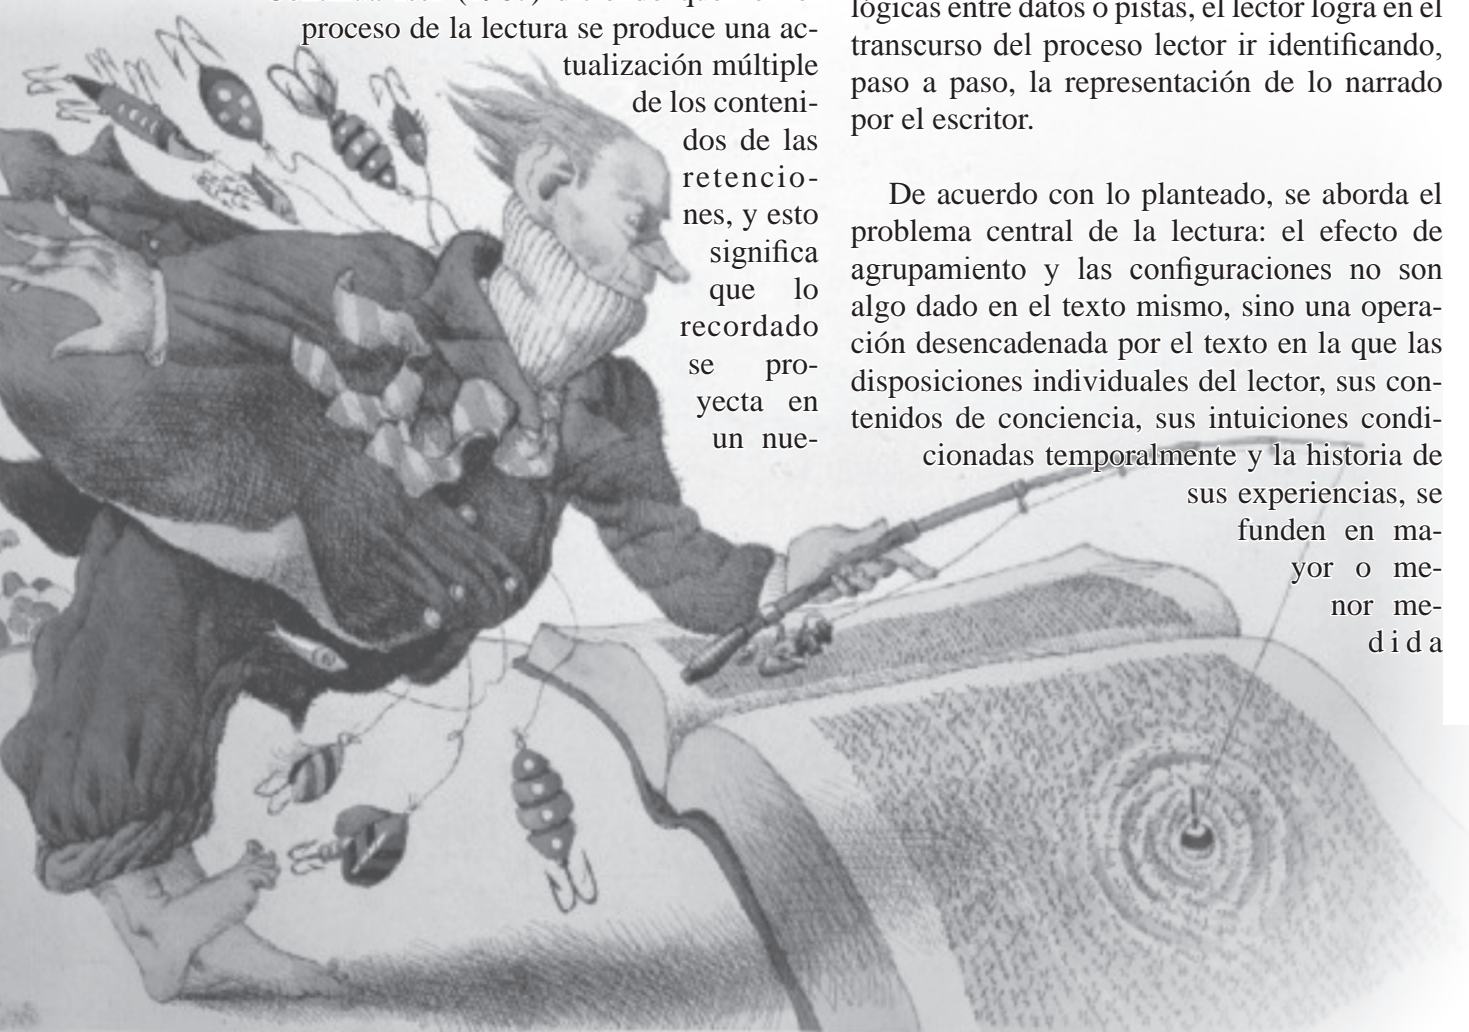 proceso de la lectura se produce una ac-
tualización múltiple
de los conteni-
dos de las
retencio-
nes, y esto
significa
que lo
recordado
se pro-
yecta en
un nue-
lógicas entre datos o pistas, el lector logra en el
transcurso del proceso lector ir identificando,
paso a paso, la representación de lo narrado
por el escritor.
De acuerdo con lo planteado, se aborda el
problema central de la lectura: el efecto de
agrupamiento y las configuraciones no son
algo dado en el texto mismo, sino una opera-
ción desencadenada por el texto en la que las
disposiciones individuales del lector, sus con-
tenidos de conciencia, sus intuiciones condi-
cionadas temporalmente y la historia de
sus experiencias, se
funden en ma-
yor o me-
nor me-
dida